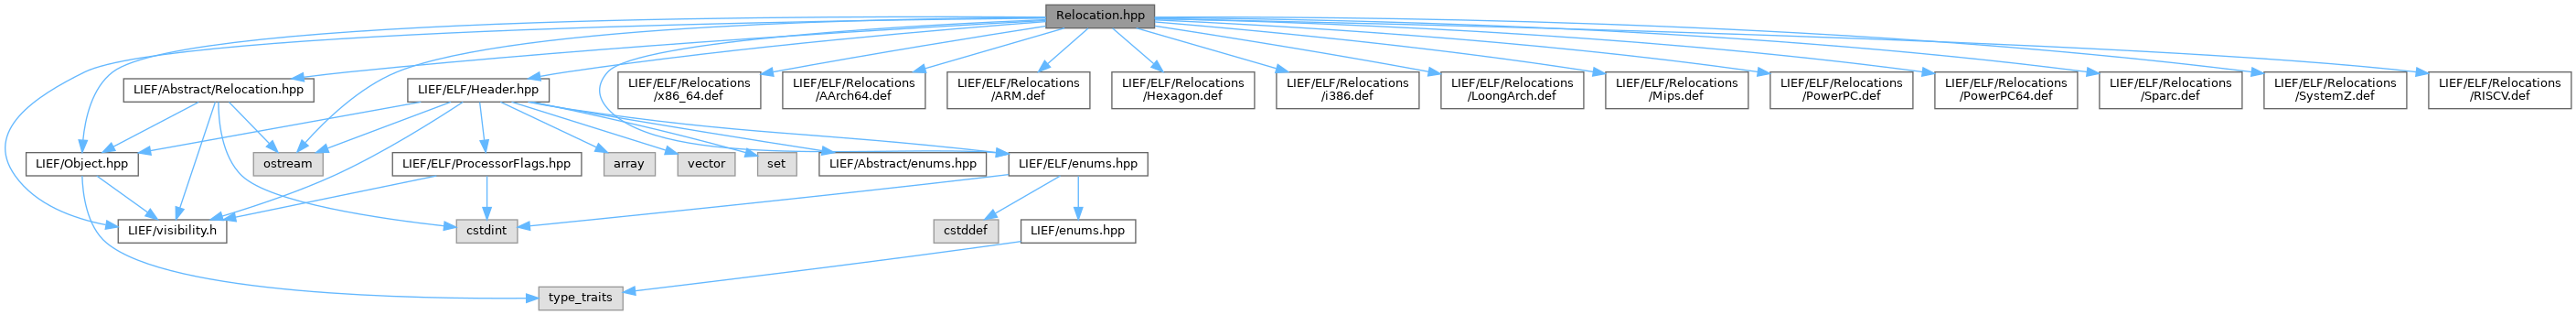 Relocation.hpp
LIEF/Abstract/Relocation.hpp
LIEF/ELF/Header.hpp
LIEF/ELF/Relocations
/x86_64.def
LIEF/ELF/Relocations
/AArch64.def
LIEF/ELF/Relocations
/ARM.def
LIEF/ELF/Relocations
/Hexagon.def
LIEF/ELF/Relocations
/i386.def
LIEF/ELF/Relocations
/LoongArch.def
LIEF/ELF/Relocations
/Mips.def
LIEF/ELF/Relocations
/PowerPC.def
LIEF/ELF/Relocations
/PowerPC64.def
LIEF/ELF/Relocations
/Sparc.def
LIEF/ELF/Relocations
/SystemZ.def
LIEF/ELF/Relocations
/RISCV.def
LIEF/Object.hpp
ostream
LIEF/ELF/ProcessorFlags.hpp
array
vector
set
LIEF/Abstract/enums.hpp
LIEF/ELF/enums.hpp
LIEF/visibility.h
cstdint
cstddef
LIEF/enums.hpp
type_traits